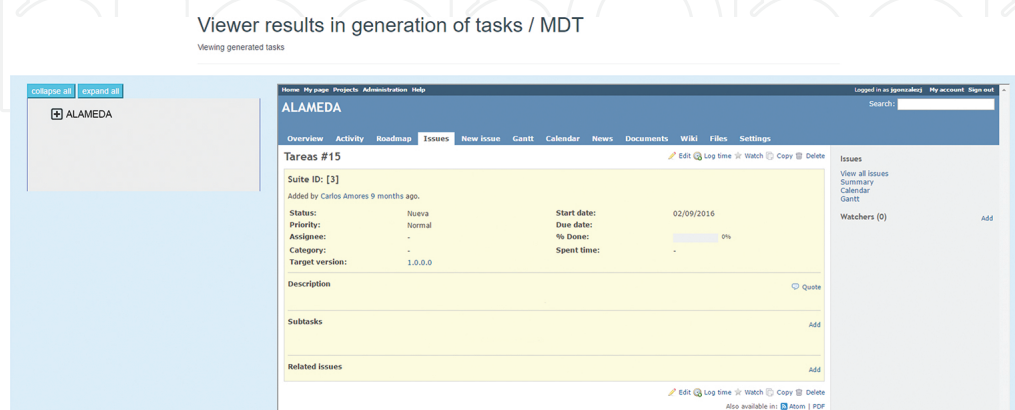 Viewer results in generation of tasks / MDT
Viewing generated tasks
collapse all expand all
ALAMEDA
Home My page Projects Administration Help Logged in as jgonzalezj My account Sign out
ALAMEDA Search:
Overview Activity Roadmap Issues New issue Gantt Calendar News Documents Wiki Files Settings
Tareas #15 Edit Log time Watch Copy Delete
Suite ID: [3]
Added by Carlos Amores 9 months ago.
Status: Nueva Start date: 02/09/2016
Priority: Normal Due date:
Assignee: - % Done: 0%
Category: - Spent time: -
Target version: 1.0.0.0
Description Quote
Subtasks Add
Related issues Add
Edit Log time Watch Copy Delete
Also available in: Atom | PDF
Issues
View all issues
Summary
Calendar
Gantt
Watchers (0) Add